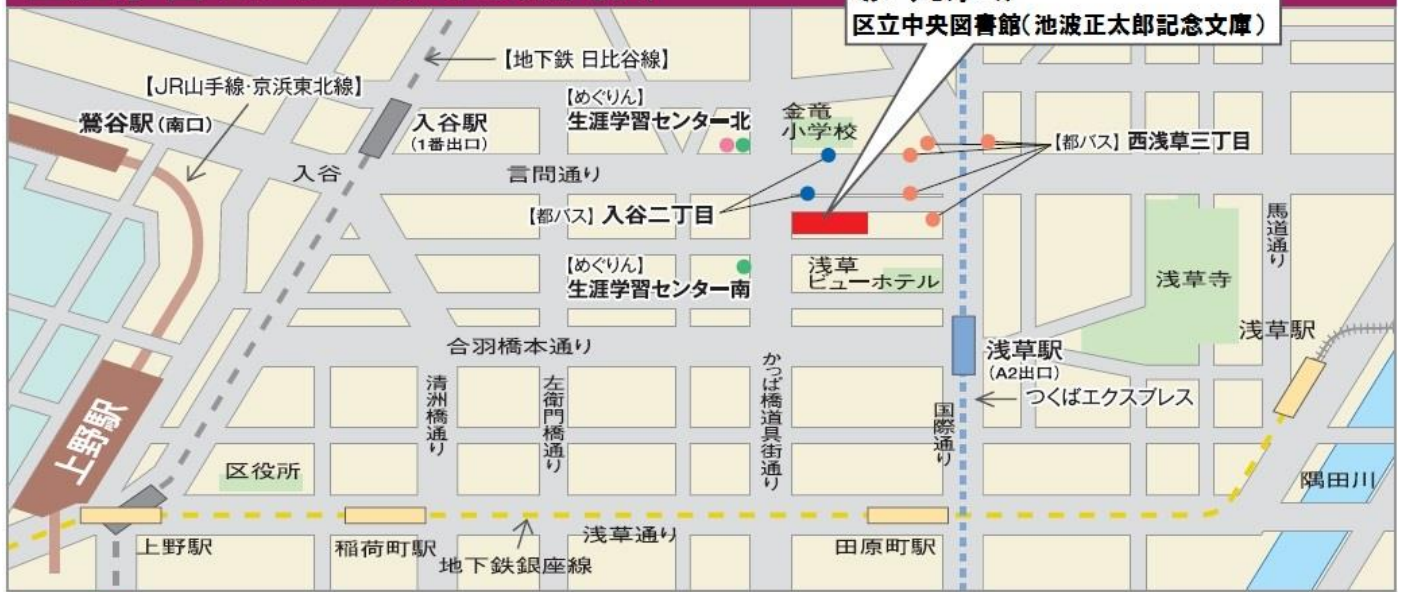 区立中央図書館(池波正太郎記念文庫)
【地下鉄 日比谷線】
【JR山手線・京浜東北線】
鶯谷駅(南口)
入谷駅
(1番出口)
【めぐりん】
生涯学習センター北
金竜
小学校
【都バス】西浅草三丁目
入谷
言問通り
【都バス】入谷二丁目
馬道通り
【めぐりん】
生涯学習センター南
浅草
ビューホテル
浅草寺
浅草駅
合羽橋本通り
浅草駅
(A2出口)
つくばエクスプレス
清洲橋通り
左衛門橋通り
かっぱ橋道具街通り
国際通り
上野駅
区役所
隅田川
上野駅
稲荷町駅
地下鉄銀座線
浅草通り
田原町駅